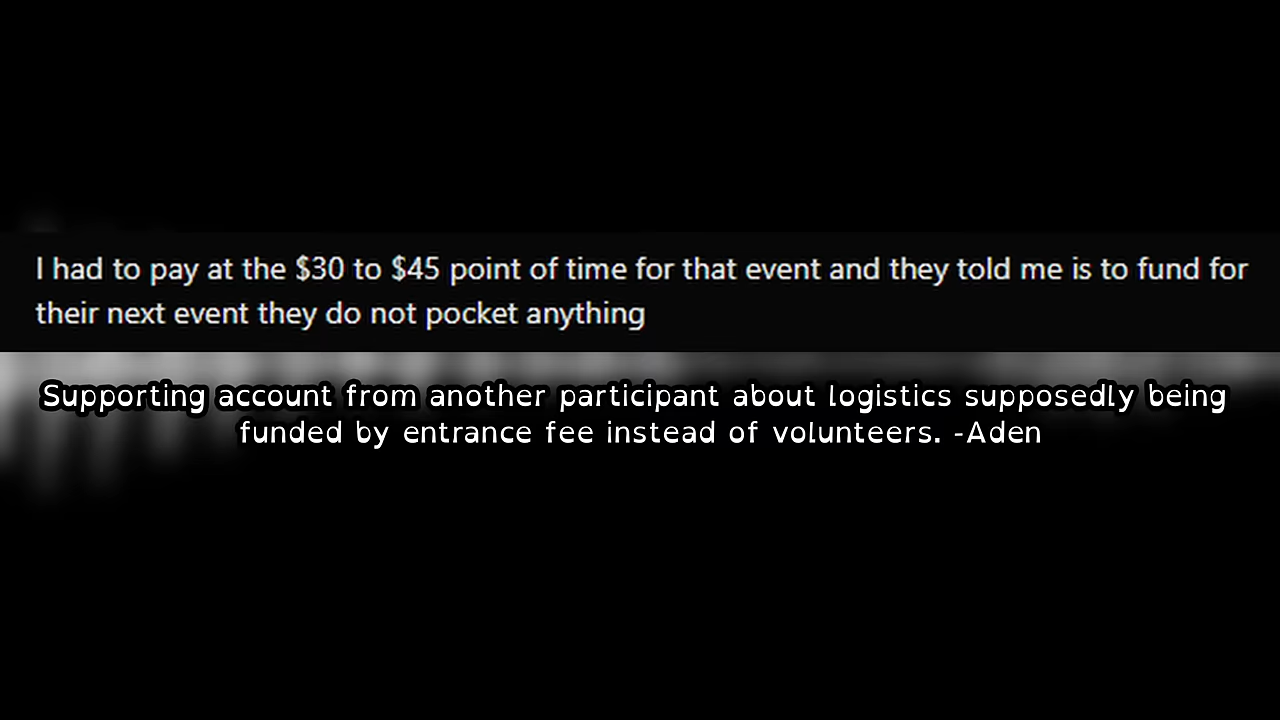 I had to pay at the $30 to $45 point of time for that event and they told me is to fund for
their next event they do not pocket anything
Supporting account from another participant about logistics supposedly being
funded by entrance fee instead of volunteers. -Aden